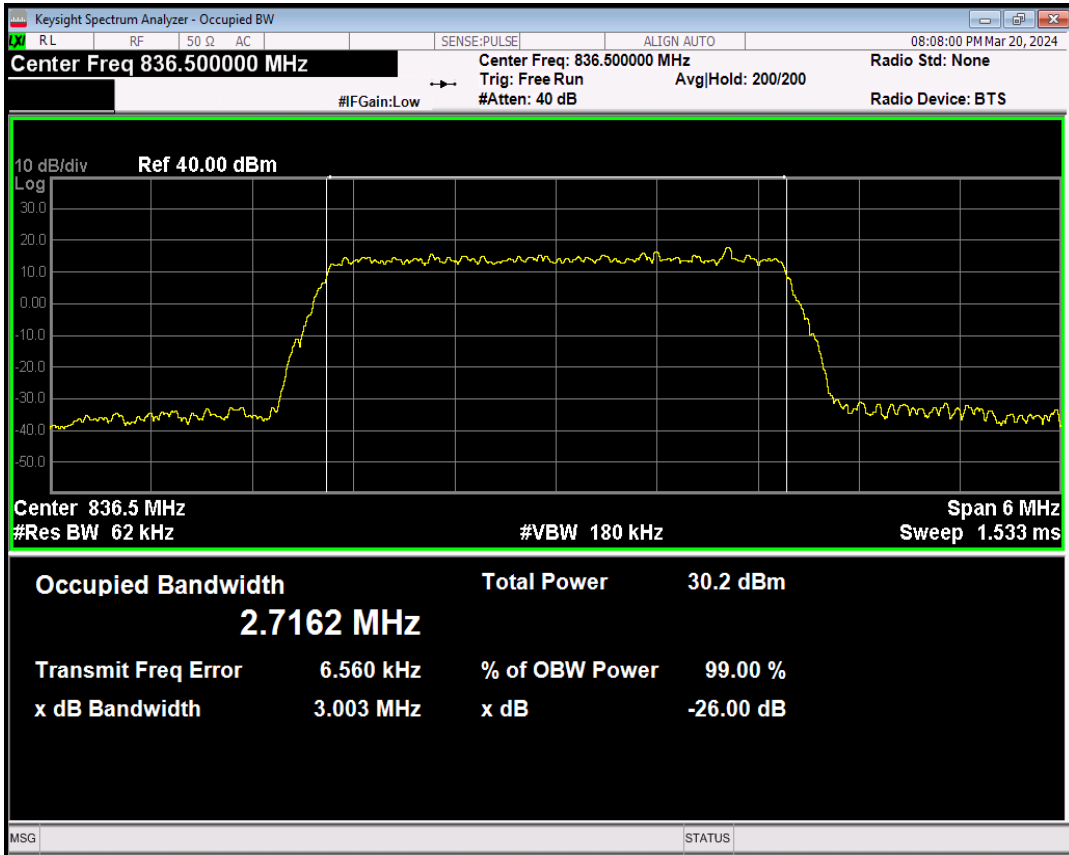 Keysight Spectrum Analyzer - Occupied BW
LXI RL RF 50 Ω AC SENSE:PULSE ALIGN AUTO 08:08:00 PM Mar 20, 2024
Center Freq 836.500000 MHz Center Freq: 836.500000 MHz Radio Std: None
Trig: Free Run Avg|Hold: 200/200
#IFGain:Low #Atten: 40 dB Radio Device: BTS
10 dB/div Ref 40.00 dBm
Log
30.0
20.0
10.0
0.00
-10.0
-20.0
-30.0
-40.0
-50.0
Center 836.5 MHz Span 6 MHz
#Res BW 62 kHz #VBW 180 kHz Sweep 1.533 ms
Occupied Bandwidth Total Power 30.2 dBm
2.7162 MHz
Transmit Freq Error 6.560 kHz % of OBW Power 99.00 %
x dB Bandwidth 3.003 MHz x dB -26.00 dB
MSG STATUS